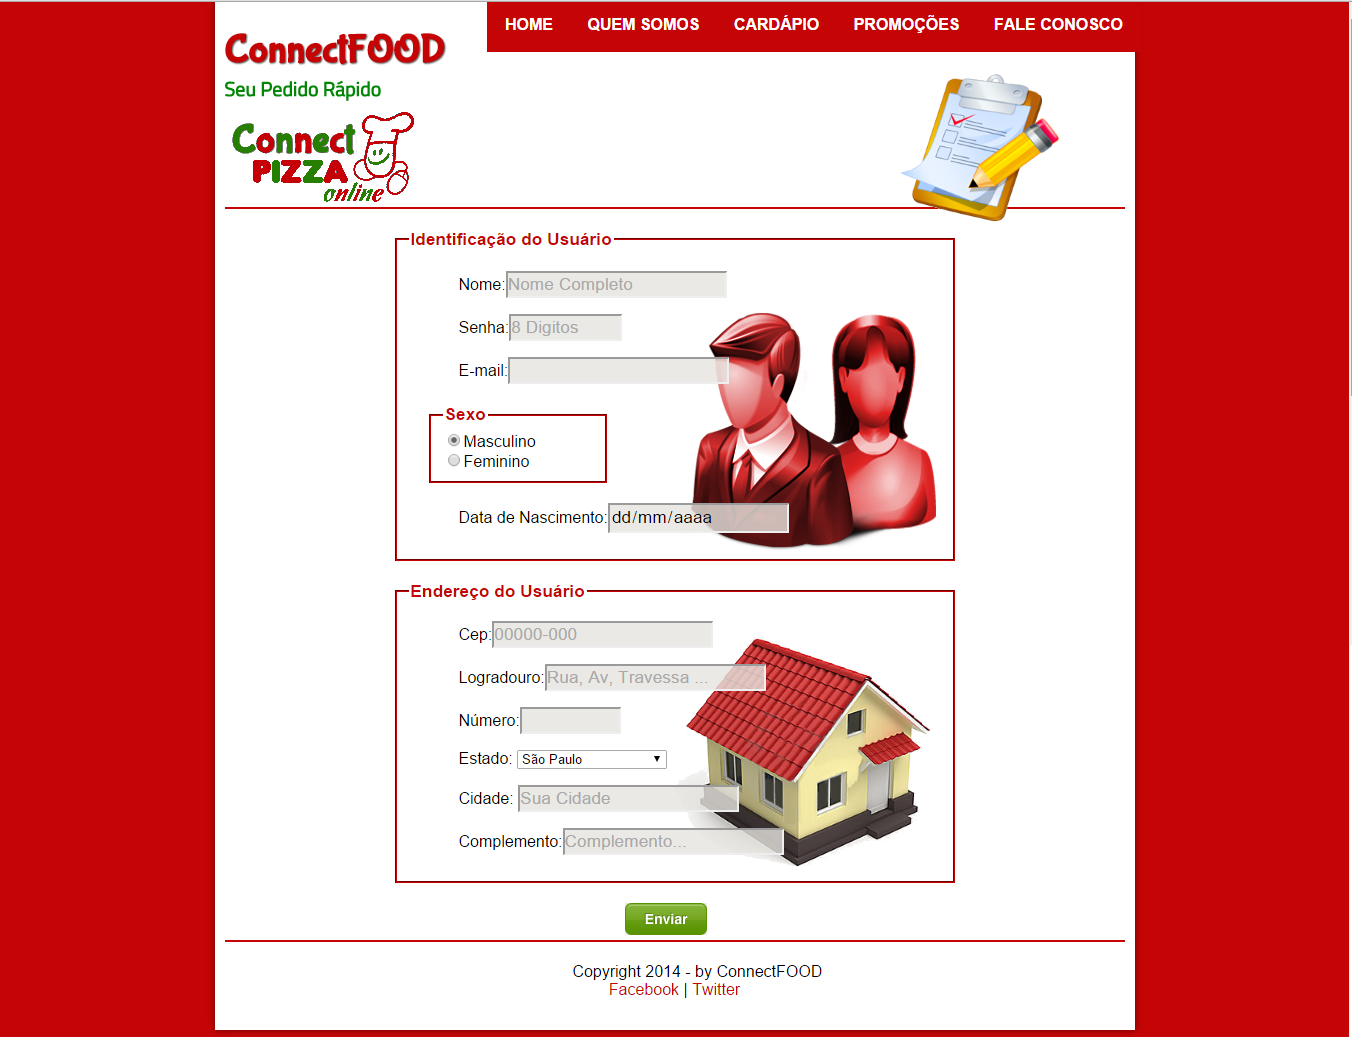 HOME QUEM SOMOS CARDÁPIO PROMOÇÕES FALE CONOSCO
ConnectFOOD
Seu Pedido Rápido
Connect
PIZZA
online
Identificação do Usuário
Nome: Nome Completo
Senha: 8 Digitos
E-mail:
Sexo
Masculino
Feminino
Data de Nascimento: dd/mm/aaaa
Endereço do Usuário
Cep: 00000-000
Logradouro: Rua, Av, Travessa ...
Número:
Estado: São Paulo
Cidade: Sua Cidade
Complemento: Complemento...
Enviar
Copyright 2014 - by ConnectFOOD
Facebook | Twitter